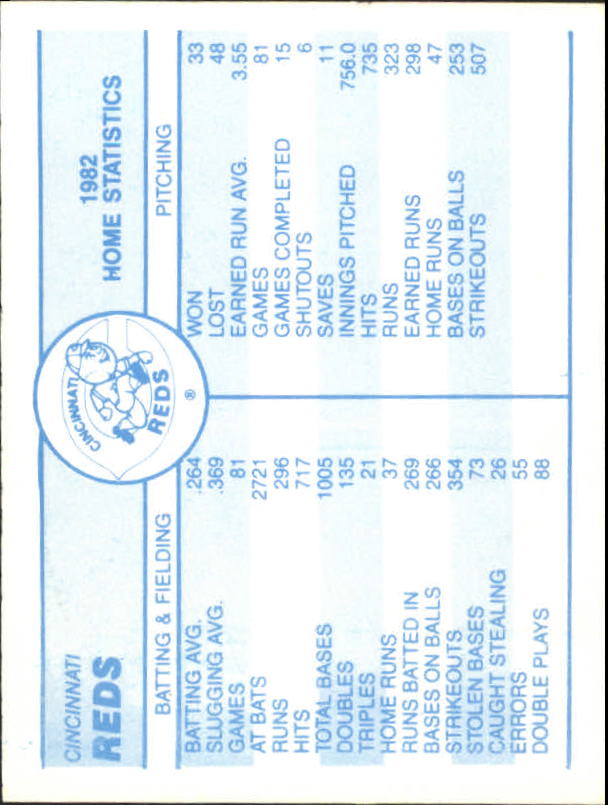 CINCINNATI
REDS
CINCINNATI
REDS
®
1982
HOME STATISTICS
BATTING & FIELDING
BATTING AVG. .264
SLUGGING AVG. .369
GAMES 81
AT BATS 2721
RUNS 296
HITS 717
TOTAL BASES 1005
DOUBLES 135
TRIPLES 21
HOME RUNS 37
RUNS BATTED IN 269
BASES ON BALLS 266
STRIKEOUTS 354
STOLEN BASES 73
CAUGHT STEALING 26
ERRORS 55
DOUBLE PLAYS 88
PITCHING
WON 33
LOST 48
EARNED RUN AVG. 3.55
GAMES 81
GAMES COMPLETED 15
SHUTOUTS 6
SAVES 11
INNINGS PITCHED 756.0
HITS 735
RUNS 323
EARNED RUNS 298
HOME RUNS 47
BASES ON BALLS 253
STRIKEOUTS 507